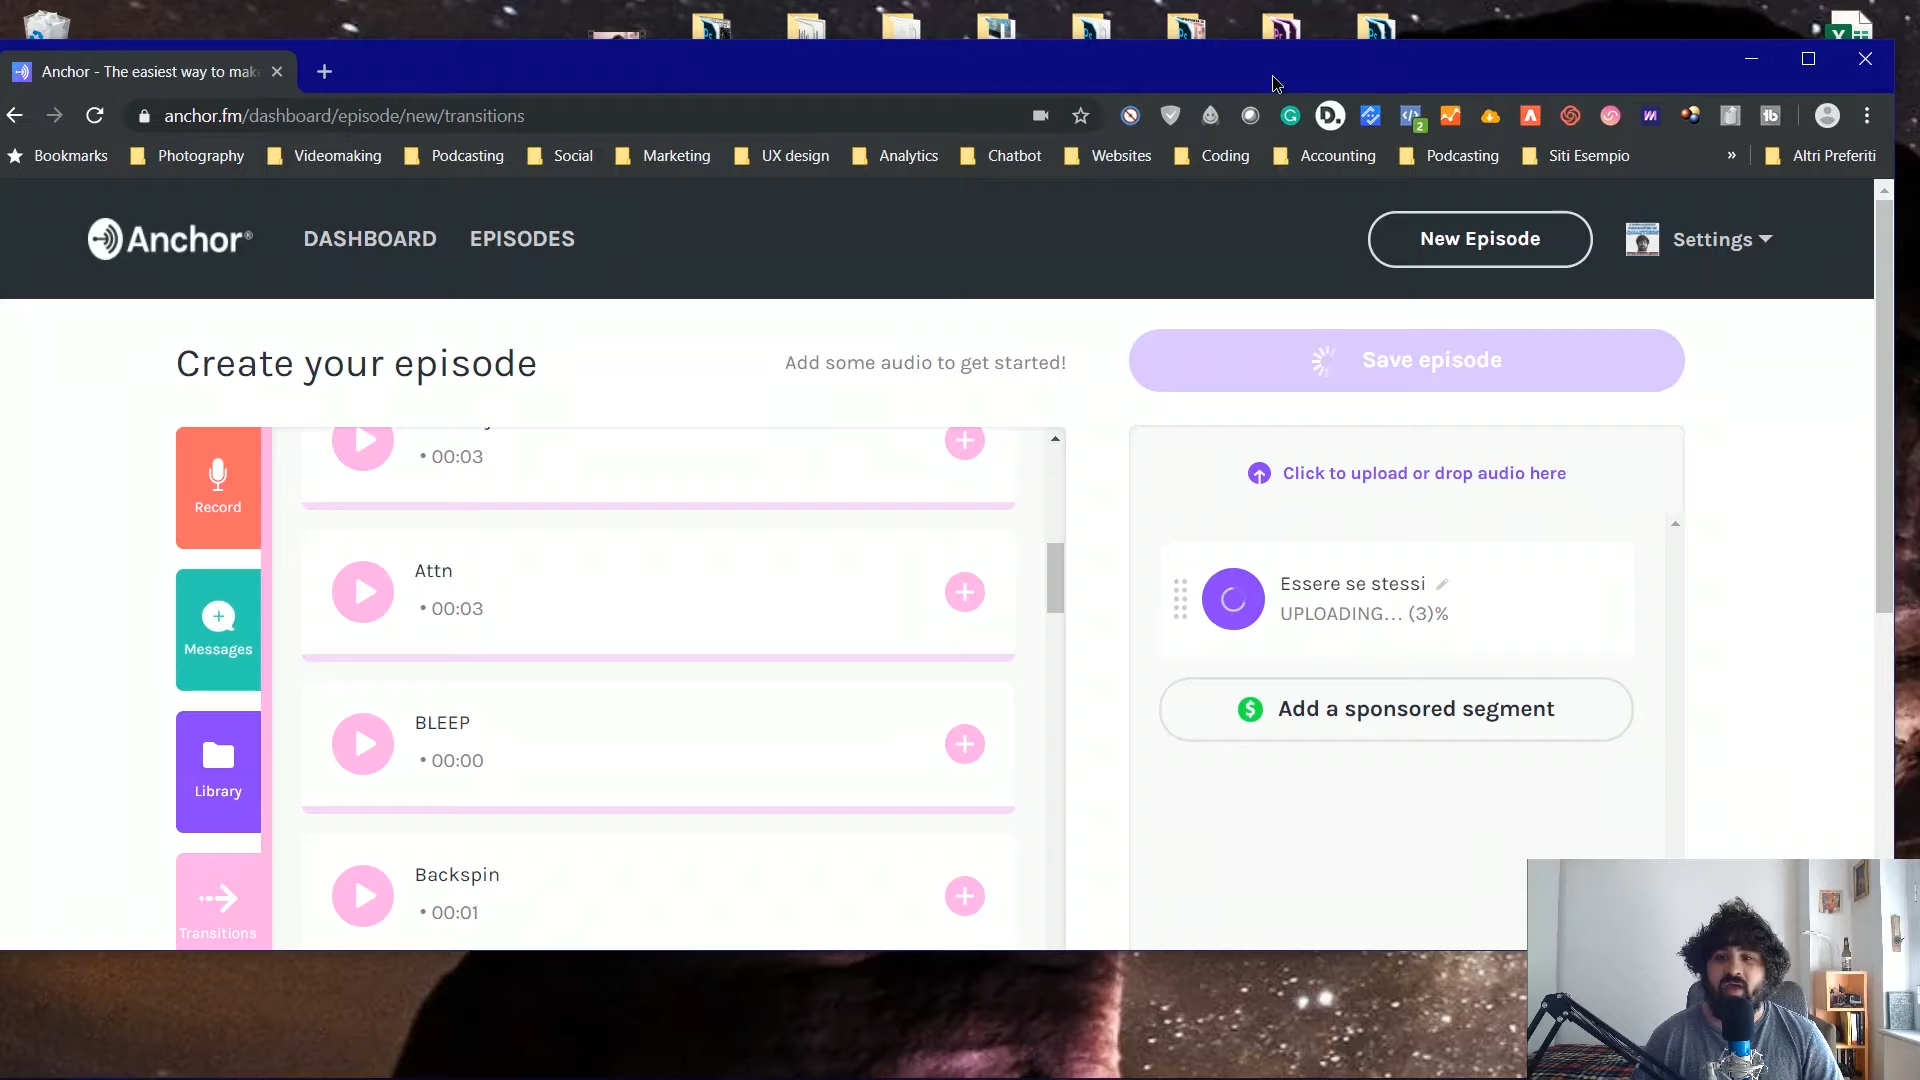 Anchor - The easiest way to mak
anchor.fm/dashboard/episode/new/transitions
2
Bookmarks Photography Videomaking Podcasting Social Marketing UX design Analytics Chatbot Websites Coding Accounting Podcasting Siti Esempio » Altri Preferiti
Anchor®
DASHBOARD
EPISODES
New Episode
Settings
Create your episode
Add some audio to get started!
Save episode
Record
Messages
Library
Transitions
• 00:03
Attn
• 00:03
BLEEP
• 00:00
Backspin
• 00:01
Click to upload or drop audio here
Essere se stessi
UPLOADING... (3)%
Add a sponsored segment